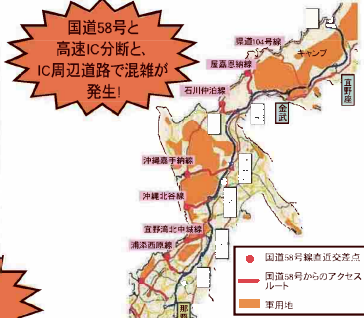 国道58号と
高速IC分断と、
IC周辺道路で混雑が
発生!
県道104号線
キャンプ
屋嘉恩納線
石川仲泊線
宜野座
金武
沖縄嘉手納線
沖縄北谷線
宜野湾北中城線
浦添西原線
国道58号線直近交差点
国道58号からのアクセス
ルート
軍用地
那